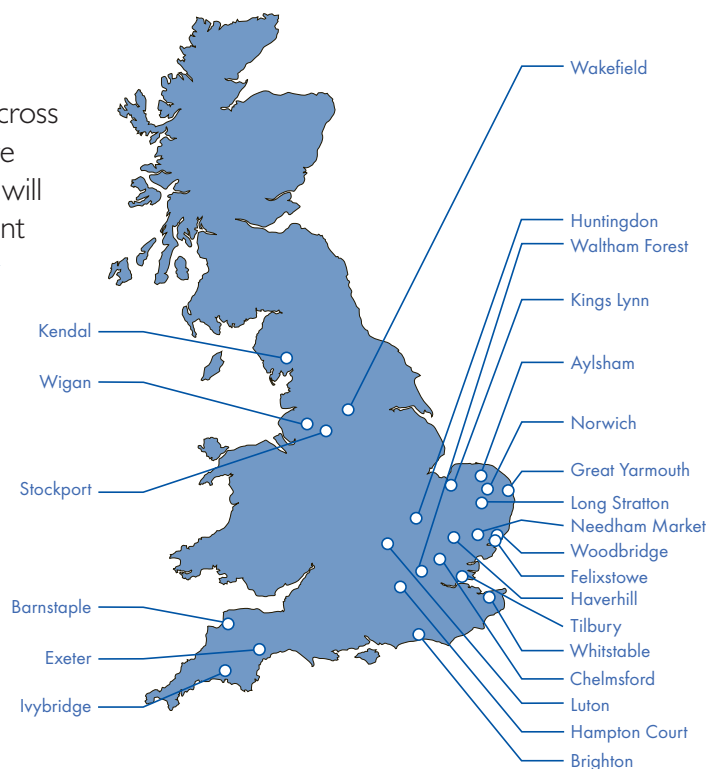 cross
e
will
nt
Kendal
Wigan
Stockport
Barnstaple
Exeter
Ivybridge
Wakefield
Huntingdon
Waltham Forest
Kings Lynn
Aylsham
Norwich
Great Yarmouth
Long Stratton
Needham Market
Woodbridge
Felixstowe
Haverhill
Tilbury
Whitstable
Chelmsford
Luton
Hampton Court
Brighton